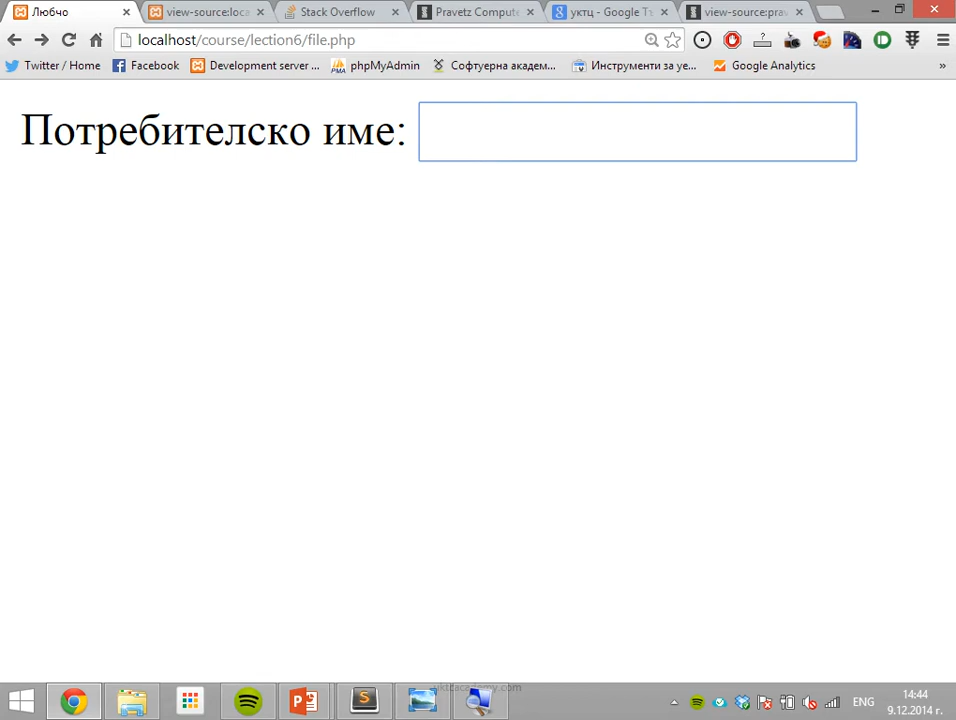 Любчо
view-source:loca
Stack Overflow
Pravetz Compute
уктц - Google Тъ
view-source:prav
localhost/course/lection6/file.php
Twitter / Home
Facebook
Development server ...
phpMyAdmin
Софтуерна академ...
Инструменти за уе...
Google Analytics
»
Потребителско име:
ENG
14:44
9.12.2014 г.